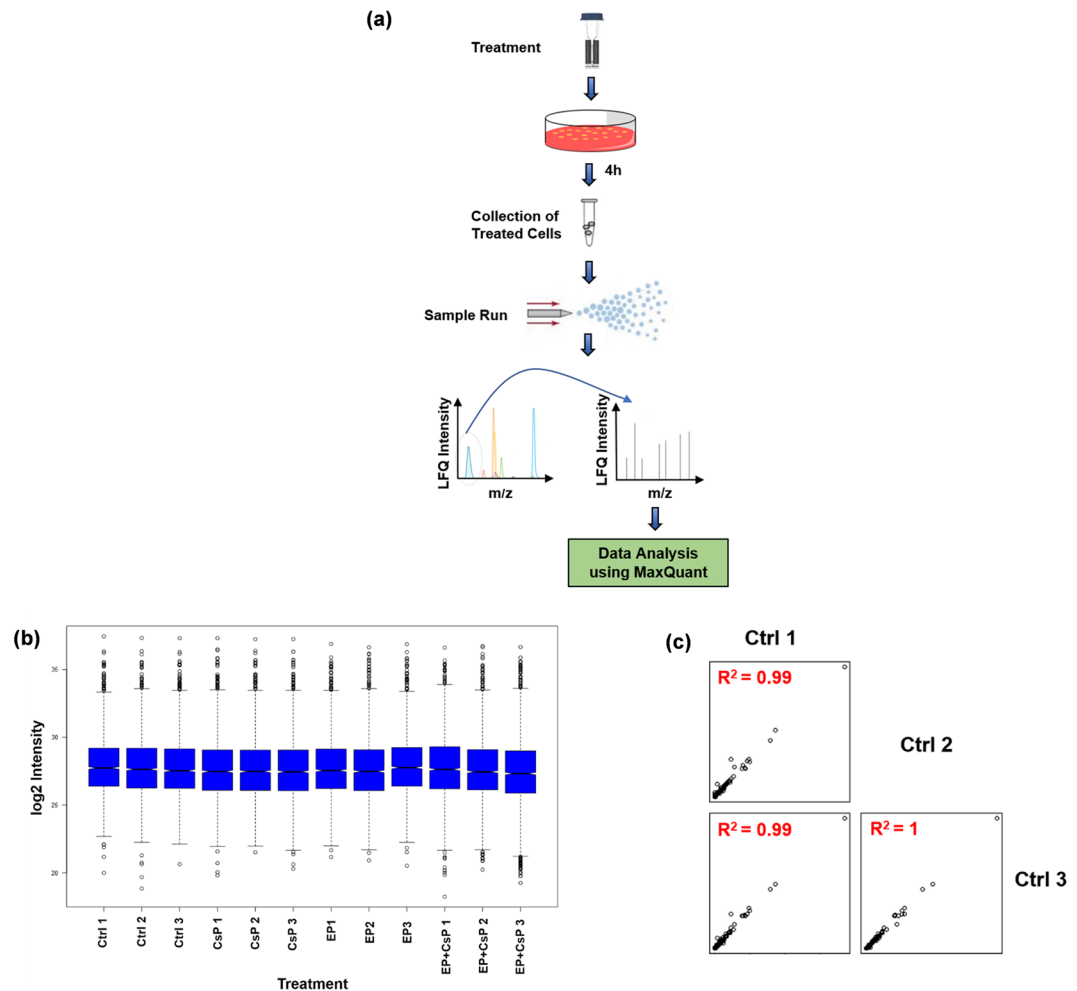 (a)
Treatment
4h
Collection of
Treated Cells
Sample Run
LFQ Intensity
m/z
LFQ Intensity
m/z
Data Analysis
using MaxQuant
(b)
log2 Intensity
35
30
25
20
Ctrl 1
Ctrl 2
Ctrl 3
CsP 1
CsP 2
CsP 3
EP1
EP2
EP3
EP+CsP 1
EP+CsP 2
EP+CsP 3
Treatment
(c)
Ctrl 1
R² = 0.99
Ctrl 2
R² = 0.99
R² = 1
Ctrl 3